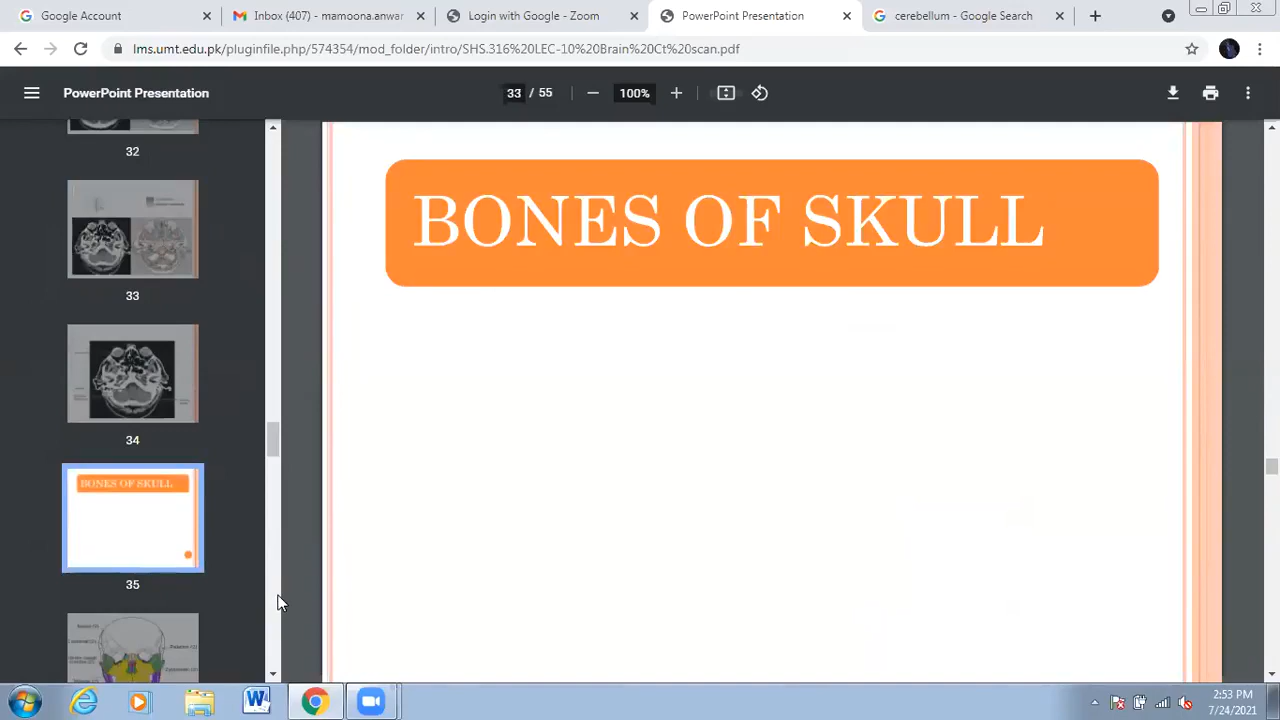 Google Account
Inbox (407) - mamoona.anwar
Login with Google - Zoom
PowerPoint Presentation
cerebellum - Google Search
lms.umt.edu.pk/pluginfile.php/574354/mod_folder/intro/SHS.316%20LEC-10%20Brain%20Ct%20scan.pdf
PowerPoint Presentation
33 / 55
100%
32
33
34
BONES OF SKULL
35
BONES OF SKULL
2:53 PM
7/24/2021